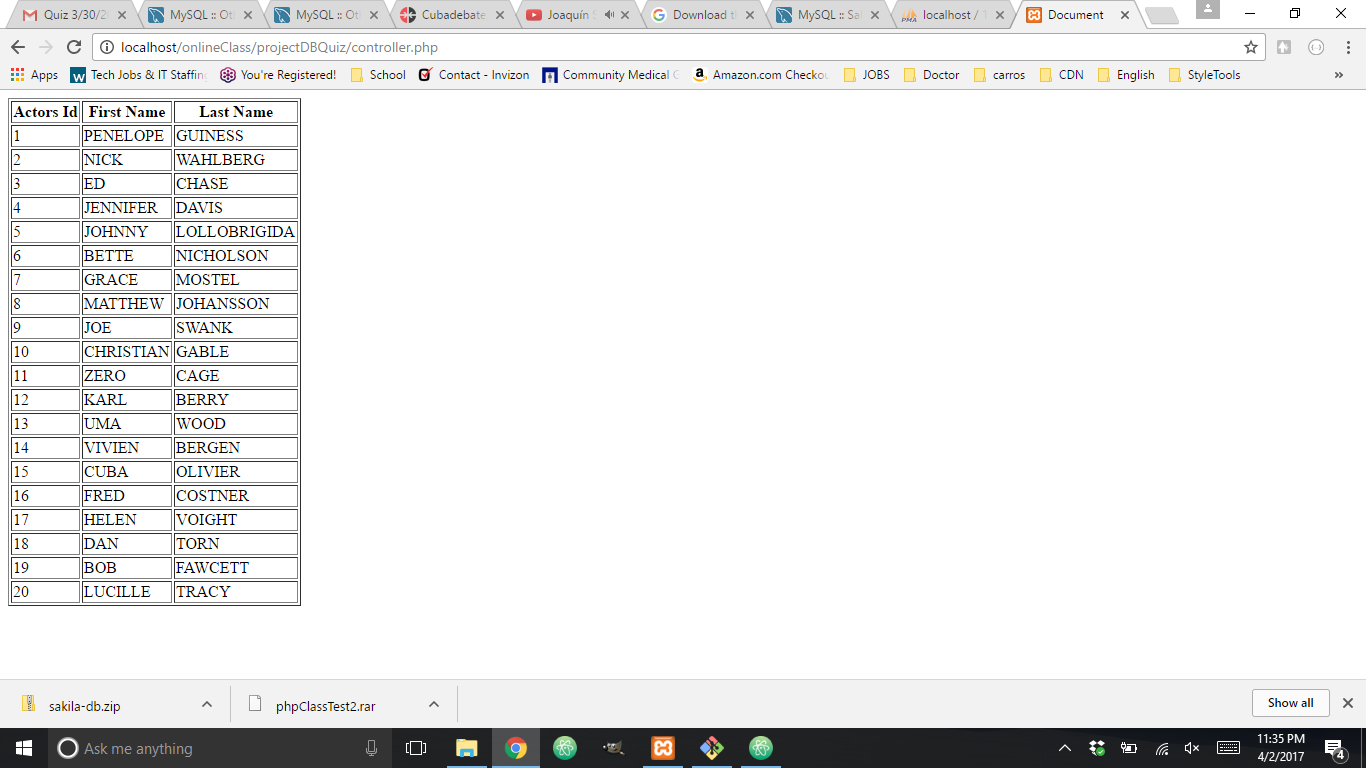 Quiz 3/30/2
MySQL :: Ot
MySQL :: Ot
Cubadebate
Joaquín S
Download t
MySQL :: Sa
localhost / 1
Document
localhost/onlineClass/projectDBQuiz/controller.php
Apps Tech Jobs & IT Staffing You're Registered! School Contact - Invizon Community Medical C Amazon.com Checkou JOBS Doctor carros CDN English StyleTools »
Actors Id First Name Last Name
1 PENELOPE GUINESS
2 NICK WAHLBERG
3 ED CHASE
4 JENNIFER DAVIS
5 JOHNNY LOLLOBRIGIDA
6 BETTE NICHOLSON
7 GRACE MOSTEL
8 MATTHEW JOHANSSON
9 JOE SWANK
10 CHRISTIAN GABLE
11 ZERO CAGE
12 KARL BERRY
13 UMA WOOD
14 VIVIEN BERGEN
15 CUBA OLIVIER
16 FRED COSTNER
17 HELEN VOIGHT
18 DAN TORN
19 BOB FAWCETT
20 LUCILLE TRACY
sakila-db.zip
phpClassTest2.rar
Show all
Ask me anything
11:35 PM
4/2/2017
4